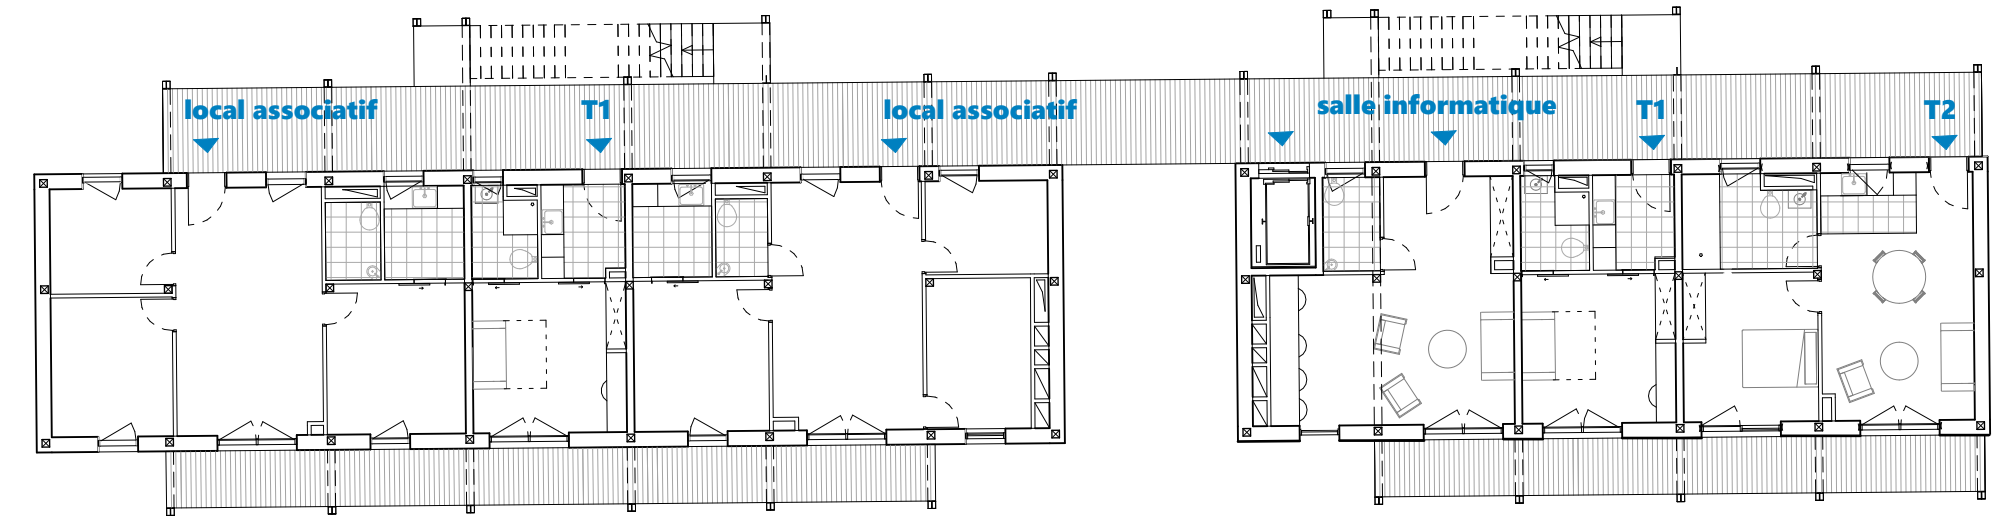 local associatif
T1
local associatif
salle informatique
T1
T2